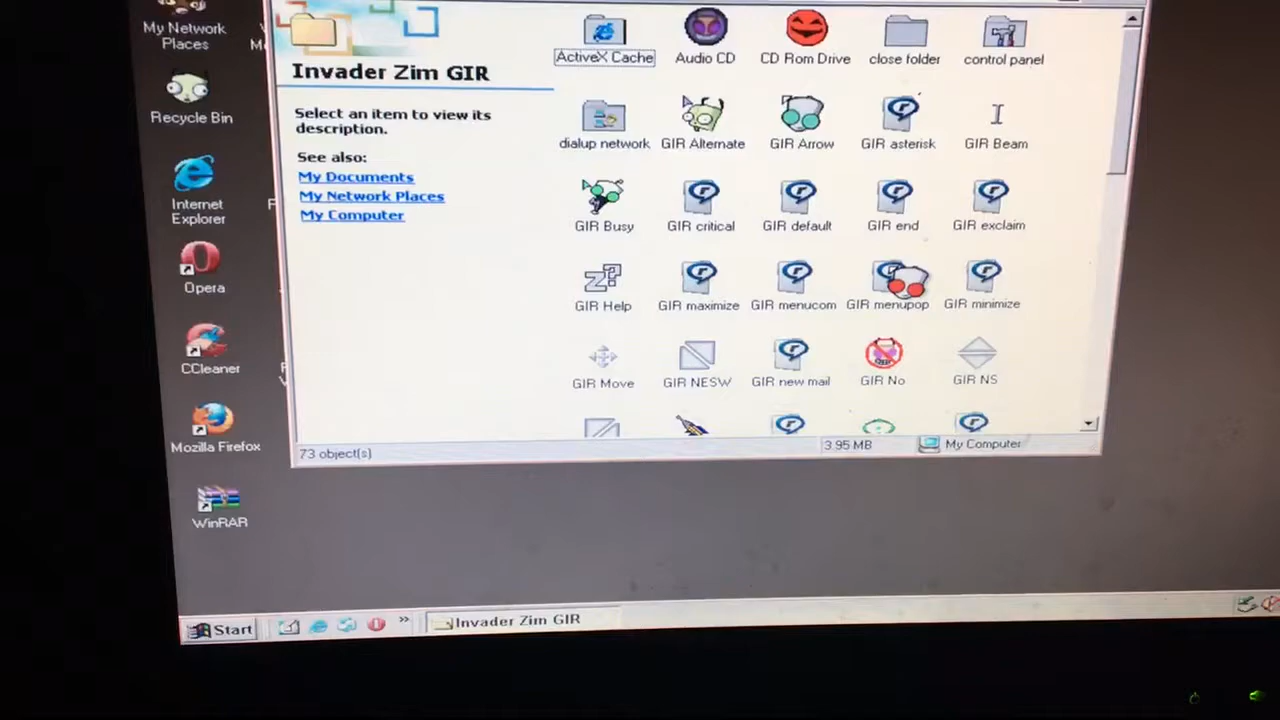 My Network
Places
M
Recycle Bin
Internet
Explorer
F
Opera
CCleaner
Mozilla Firefox
WinRAR
Invader Zim GIR
Select an item to view its
description.
See also:
My Documents
My Network Places
My Computer
ActiveX Cache Audio CD CD Rom Drive close folder control panel
dialup network GIR Alternate GIR Arrow GIR asterisk GIR Beam
GIR Busy GIR critical GIR default GIR end GIR exclaim
GIR Help GIR maximize GIR menucom GIR menupop GIR minimize
GIR Move GIR NESW GIR new mail GIR No GIR NS
73 object(s) 3.95 MB My Computer
Start » Invader Zim GIR